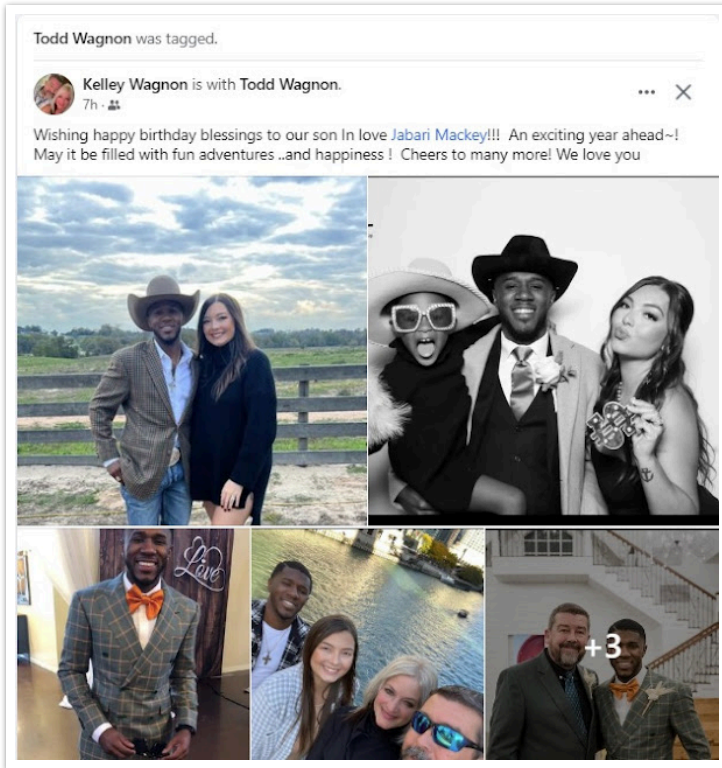 Todd Wagnon was tagged.
Kelley Wagnon is with Todd Wagnon.
7h ·
Wishing happy birthday blessings to our son In love Jabari Mackey!!!  An exciting year ahead~!
May it be filled with fun adventures ..and happiness !  Cheers to many more! We love you
Love
+3